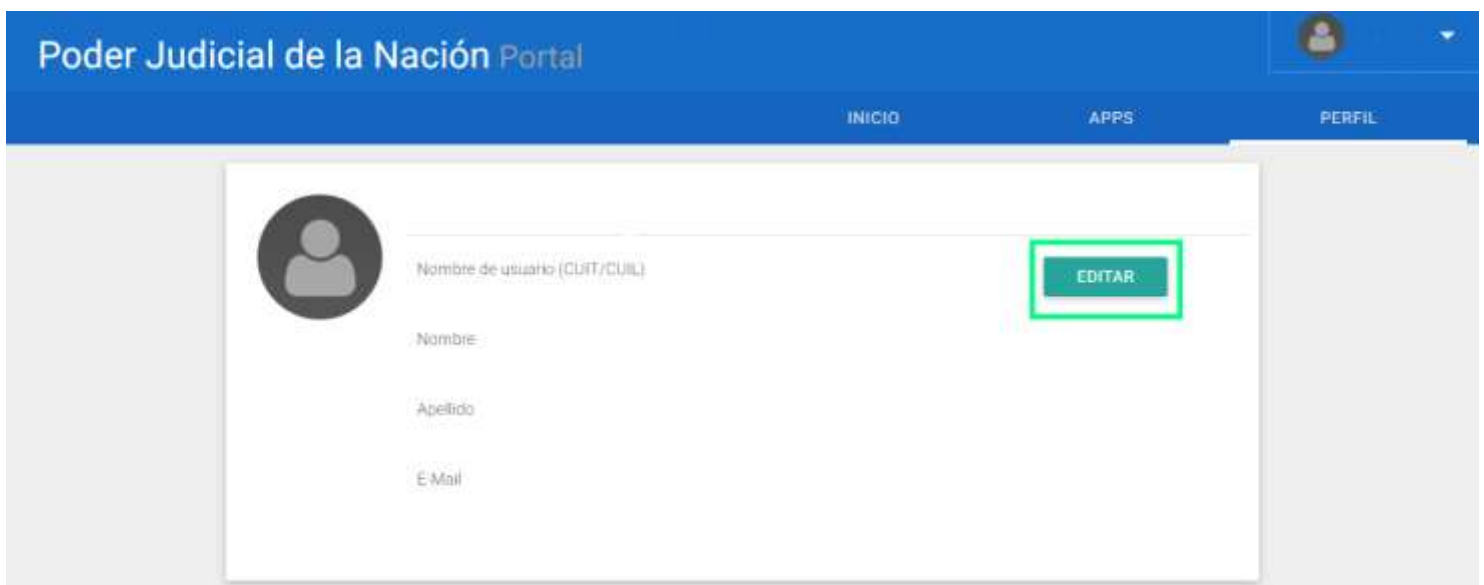 Poder Judicial de la Nación Portal
INICIO APPS PERFIL
Nombre de usuario (CUIT/CUIL)
EDITAR
Nombre
Apellido
E-Mail